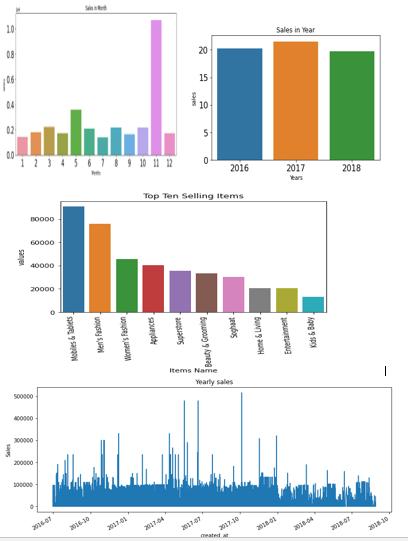 Sales in Month
1.0
0.8
0.6
0.4
0.2
0.0
1 2 3 4 5 6 7 8 9 10 11 12
Months
Sales in Year
20
15
10
5
0
sales
2016 2017 2018
Years
Top Ten Selling Items
80000
60000
40000
20000
0
values
Mobiles & Tablets
Men's Fashion
Women's Fashion
Appliances
Superstore
Beauty & Grooming
Soghaat
Home & Living
Entertainment
Kids & Baby
Items Name
Yearly sales
500000
400000
300000
200000
100000
0
Sales
2016-07 2016-10 2017-01 2017-04 2017-07 2017-10 2018-01 2018-04 2018-07 2018-10
created_at